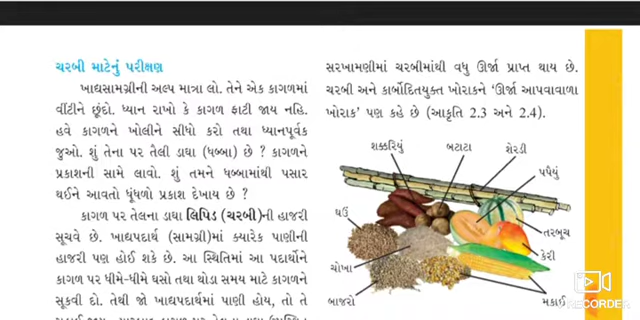 ચરબી માટેનું પરીક્ષણ
ખાદ્યસામગ્રીની અલ્પ માત્રા લો. તેને એક કાગળમાં
વીંટીને છૂંદો. ધ્યાન રાખો કે કાગળ ફાટી જાય નહિ.
હવે કાગળને ખોલીને સીધો કરો તથા ધ્યાનપૂર્વક
જુઓ. શું તેના પર તૈલી ડાઘા (ધબ્બા) છે ? કાગળને
પ્રકાશની સામે લાવો. શું તમને ધબ્બામાંથી પસાર
થઈને આવતો ધૂંધળો પ્રકાશ દેખાય છે ?
કાગળ પર તેલના ડાઘા લિપિડ (ચરબી)ની હાજરી
સૂચવે છે. ખાદ્યપદાર્થ (સામગ્રી)માં ક્યારેક પાણીની
હાજરી પણ હોઈ શકે છે. આ સ્થિતિમાં આ પદાર્થોને
કાગળ પર ધીમે-ધીમે ઘસો તથા થોડા સમય માટે કાગળને
સૂકવી દો. તેથી જો ખાદ્યપદાર્થમાં પાણી હોય, તો તે
સરખામણીમાં ચરબીમાંથી વધુ ઊર્જા પ્રાપ્ત થાય છે.
ચરબી અને કાર્બોદિતયુક્ત ખોરાકને 'ઊર્જા આપવાવાળા
ખોરાક' પણ કહે છે (આકૃતિ 2.3 અને 2.4).
શક્કરિયું
બટાટા
શેરડી
પપૈયું
ઘઉં
તરબૂચ
કેરી
ચોખા
બાજરો
મકાઈ
RECORDER